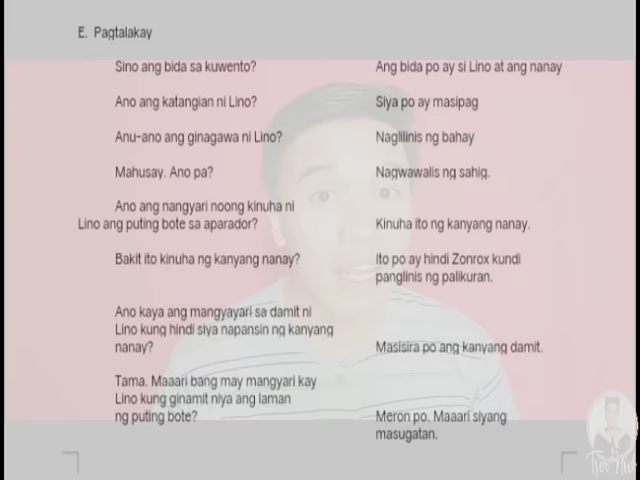 E. Pagtalakay
Sino ang bida sa kuwento?
Ang bida po ay si Lino at ang nanay
Ano ang katangian ni Lino?
Siya po ay masipag
Anu-ano ang ginagawa ni Lino?
Naglilinis ng bahay
Mahusay. Ano pa?
Nagwawalis ng sahig.
Ano ang nangyari noong kinuha ni
Lino ang puting bote sa aparador?
Kinuha ito ng kanyang nanay.
Bakit ito kinuha ng kanyang nanay?
Ito po ay hindi Zonrox kundi
panglinis ng palikuran.
Ano kaya ang mangyayari sa damit ni
Lino kung hindi siya napansin ng kanyang
nanay?
Masisira po ang kanyang damit.
Tama. Maaari bang may mangyari kay
Lino kung ginamit niya ang laman
ng puting bote?
Meron po. Maaari siyang
masugatan.